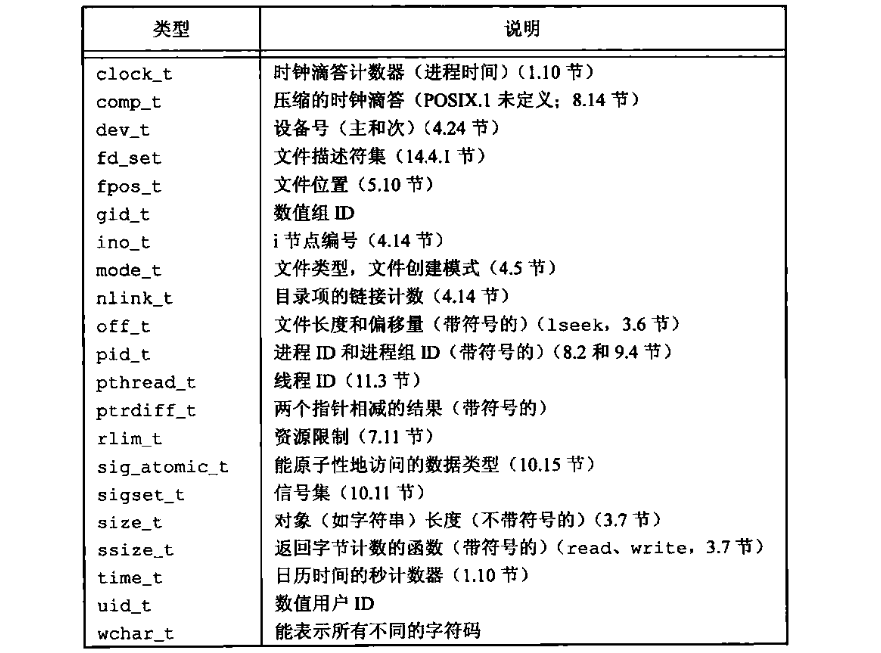 类型 说明
clock_t 时钟滴答计数器（进程时间）（1.10 节）
comp_t 压缩的时钟滴答（POSIX.1 未定义；8.14 节）
dev_t 设备号（主和次）（4.24 节）
fd_set 文件描述符集（14.4.1 节）
fpos_t 文件位置（5.10 节）
gid_t 数值组 ID
ino_t i 节点编号（4.14 节）
mode_t 文件类型，文件创建模式（4.5 节）
nlink_t 目录项的链接计数（4.14 节）
off_t 文件长度和偏移量（带符号的）（lseek，3.6 节）
pid_t 进程 ID 和进程组 ID（带符号的）（8.2 和 9.4 节）
pthread_t 线程 ID（11.3 节）
ptrdiff_t 两个指针相减的结果（带符号的）
rlim_t 资源限制（7.11 节）
sig_atomic_t 能原子性地访问的数据类型（10.15 节）
sigset_t 信号集（10.11 节）
size_t 对象（如字符串）长度（不带符号的）（3.7 节）
ssize_t 返回字节计数的函数（带符号的）（read、write，3.7 节）
time_t 日历时间的秒计数器（1.10 节）
uid_t 数值用户 ID
wchar_t 能表示所有不同的字符码